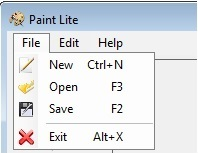 Paint Lite
File Edit Help
New Ctrl+N
Open F3
Save F2
Exit Alt+X